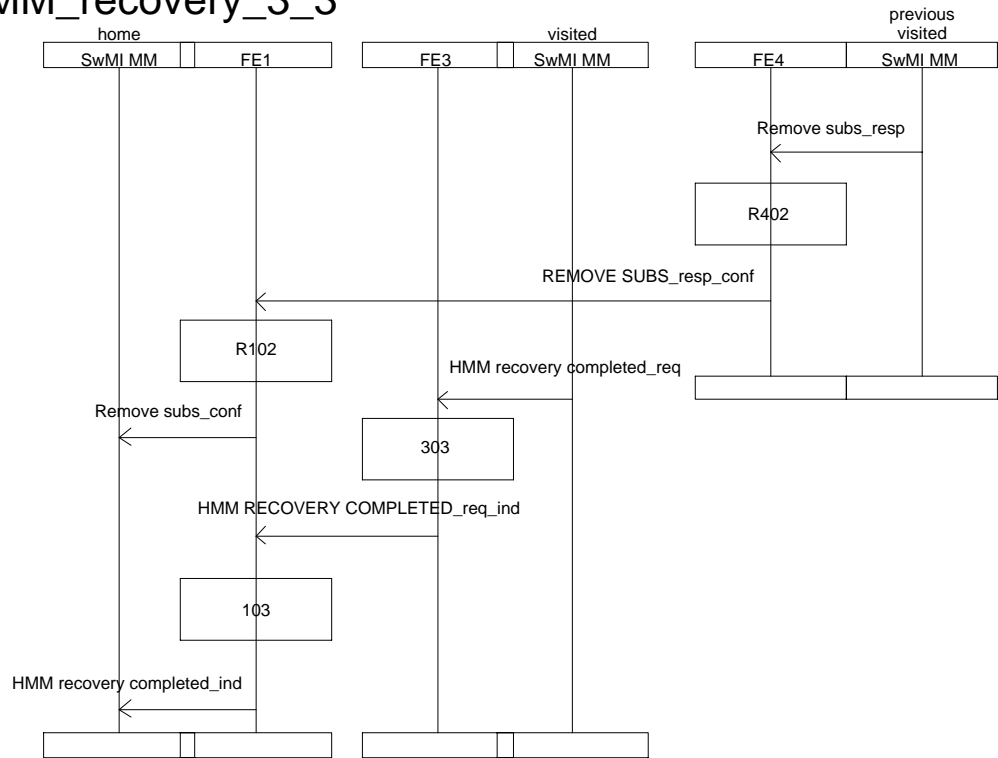 MM_recovery_3_3
previous
home
visited
visited
SwMI MM
FE1
FE3
SwMI MM
FE4
SwMI MM
Remove subs_resp
R402
REMOVE SUBS_resp_conf
R102
HMM recovery completed_req
Remove subs_conf
303
HMM RECOVERY COMPLETED_req_ind
103
HMM recovery completed_ind